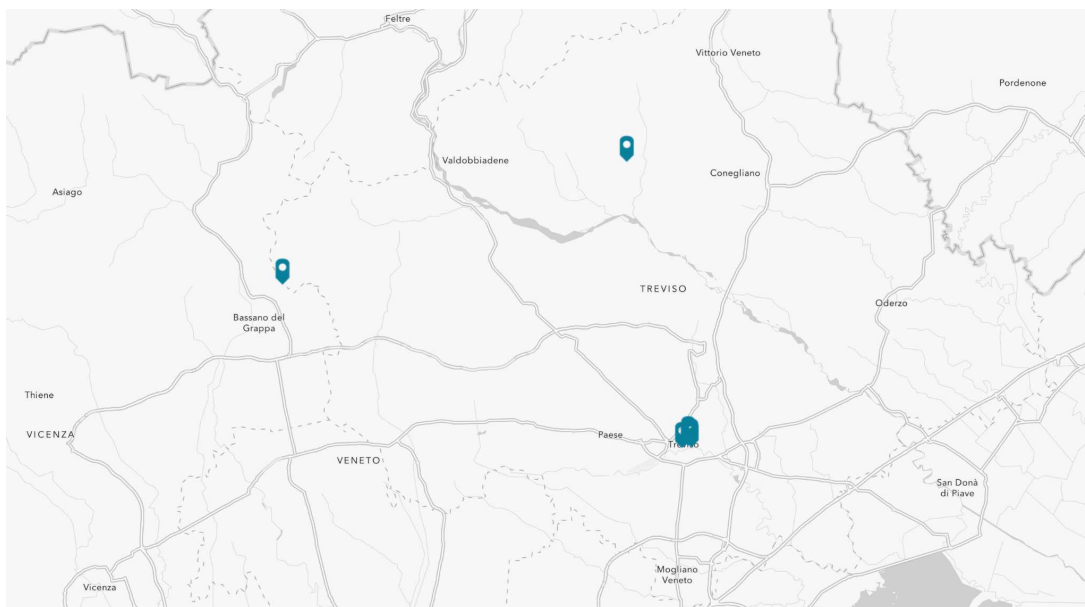 Feltre
Vittorio Veneto
Pordenone
Valdobbiadene
Conegliano
Asiago
TREVISO
Oderzo
Bassano del
Grappa
Thiene
VICENZA
Paese
VENETO
San Donà
di Piave
Mogliano
Veneto
Vicenza